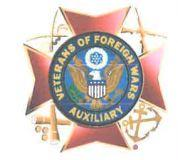 VETERANS OF FOREIGN WARS
AUXILIARY